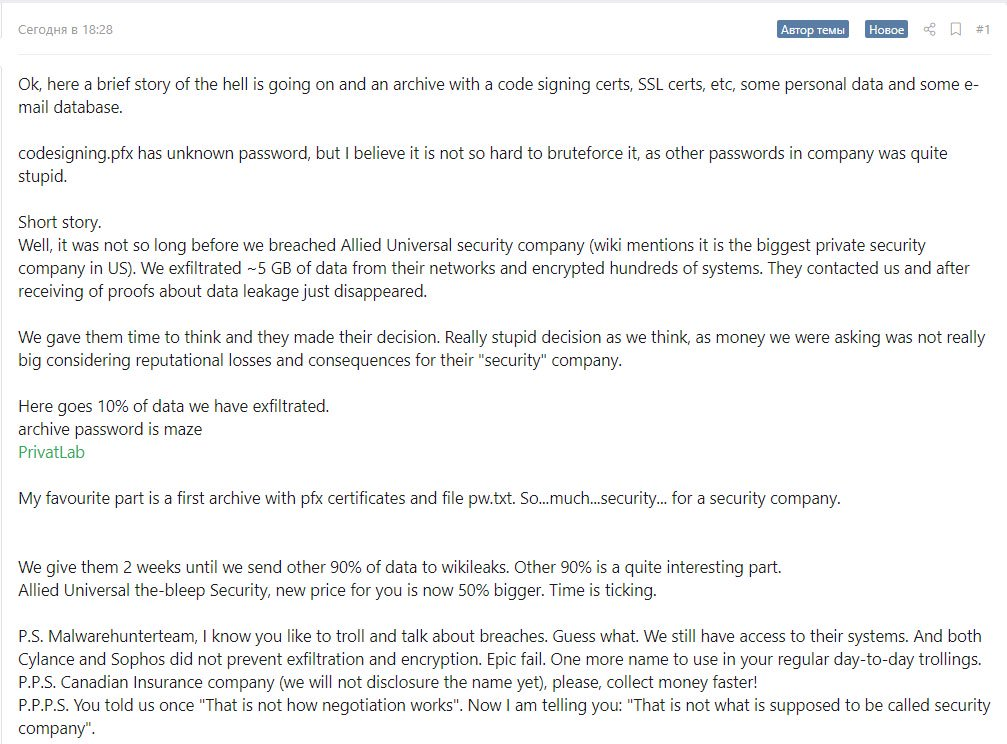 Сегодня в 18:28
Автор темы
Новое
#1
Ok, here a brief story of the hell is going on and an archive with a code signing certs, SSL certs, etc, some personal data and some e-
mail database.
codesigning.pfx has unknown password, but I believe it is not so hard to bruteforce it, as other passwords in company was quite
stupid.
Short story.
Well, it was not so long before we breached Allied Universal security company (wiki mentions it is the biggest private security
company in US). We exfiltrated ~5 GB of data from their networks and encrypted hundreds of systems. They contacted us and after
receiving of proofs about data leakage just disappeared.
We gave them time to think and they made their decision. Really stupid decision as we think, as money we were asking was not really
big considering reputational losses and consequences for their "security" company.
Here goes 10% of data we have exfiltrated.
archive password is maze
PrivatLab
My favourite part is a first archive with pfx certificates and file pw.txt. So...much...security... for a security company.
We give them 2 weeks until we send other 90% of data to wikileaks. Other 90% is a quite interesting part.
Allied Universal the-bleep Security, new price for you is now 50% bigger. Time is ticking.
P.S. Malwarehunterteam, I know you like to troll and talk about breaches. Guess what. We still have access to their systems. And both
Cylance and Sophos did not prevent exfiltration and encryption. Epic fail. One more name to use in your regular day-to-day trollings.
P.P.S. Canadian Insurance company (we will not disclosure the name yet), please, collect money faster!
P.P.P.S. You told us once "That is not how negotiation works". Now I am telling you: "That is not what is supposed to be called security
company".